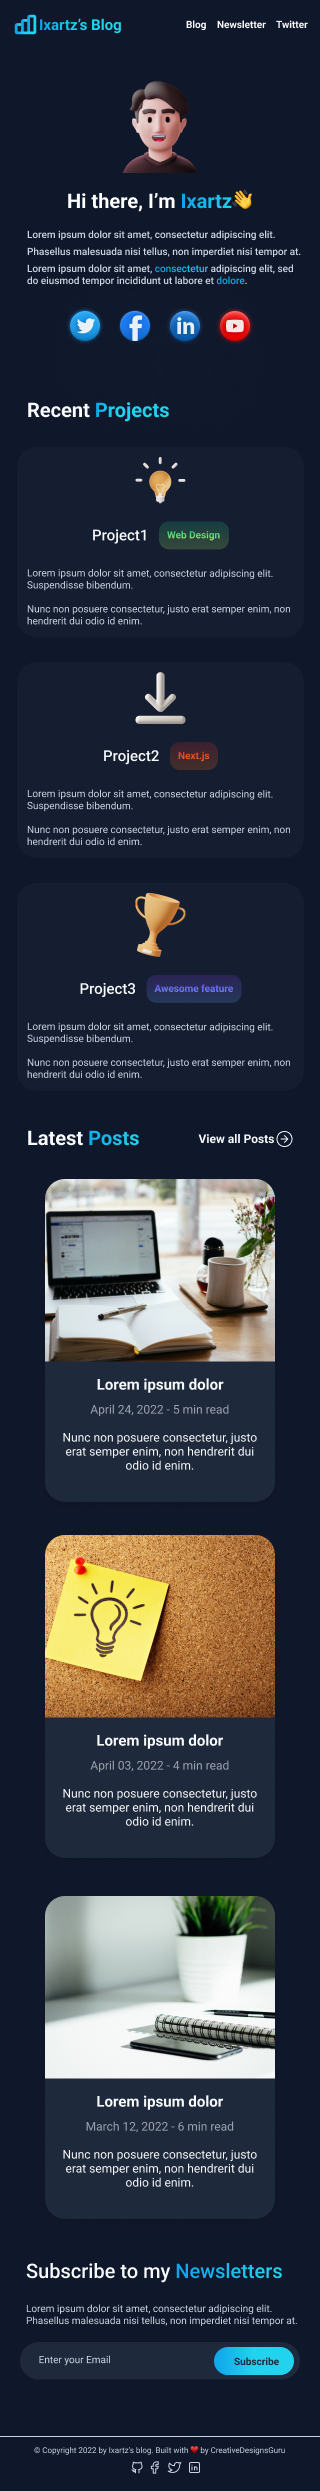 Ixartz's Blog
Blog Newsletter Twitter
Hi there, I'm Ixartz👋
Lorem ipsum dolor sit amet, consectetur adipiscing elit.
Phasellus malesuada nisi tellus, non imperdiet nisi tempor at.
Lorem ipsum dolor sit amet, consectetur adipiscing elit, sed
do eiusmod tempor incididunt ut labore et dolore.
in
Recent Projects
Project1 Web Design
Lorem ipsum dolor sit amet, consectetur adipiscing elit.
Suspendisse bibendum.
Nunc non posuere consectetur, justo erat semper enim, non
hendrerit dui odio id enim.
Project2 Next.js
Lorem ipsum dolor sit amet, consectetur adipiscing elit.
Suspendisse bibendum.
Nunc non posuere consectetur, justo erat semper enim, non
hendrerit dui odio id enim.
Project3 Awesome feature
Lorem ipsum dolor sit amet, consectetur adipiscing elit.
Suspendisse bibendum.
Nunc non posuere consectetur, justo erat semper enim, non
hendrerit dui odio id enim.
Latest Posts
View all Posts
Lorem ipsum dolor
April 24, 2022 - 5 min read
Nunc non posuere consectetur, justo
erat semper enim, non hendrerit dui
odio id enim.
Lorem ipsum dolor
April 03, 2022 - 4 min read
Nunc non posuere consectetur, justo
erat semper enim, non hendrerit dui
odio id enim.
Lorem ipsum dolor
March 12, 2022 - 6 min read
Nunc non posuere consectetur, justo
erat semper enim, non hendrerit dui
odio id enim.
Subscribe to my Newsletters
Lorem ipsum dolor sit amet, consectetur adipiscing elit.
Phasellus malesuada nisi tellus, non imperdiet nisi tempor at.
Enter your Email
Subscribe
© Copyright 2022 by Ixartz's blog. Built with ❤️ by CreativeDesignsGuru